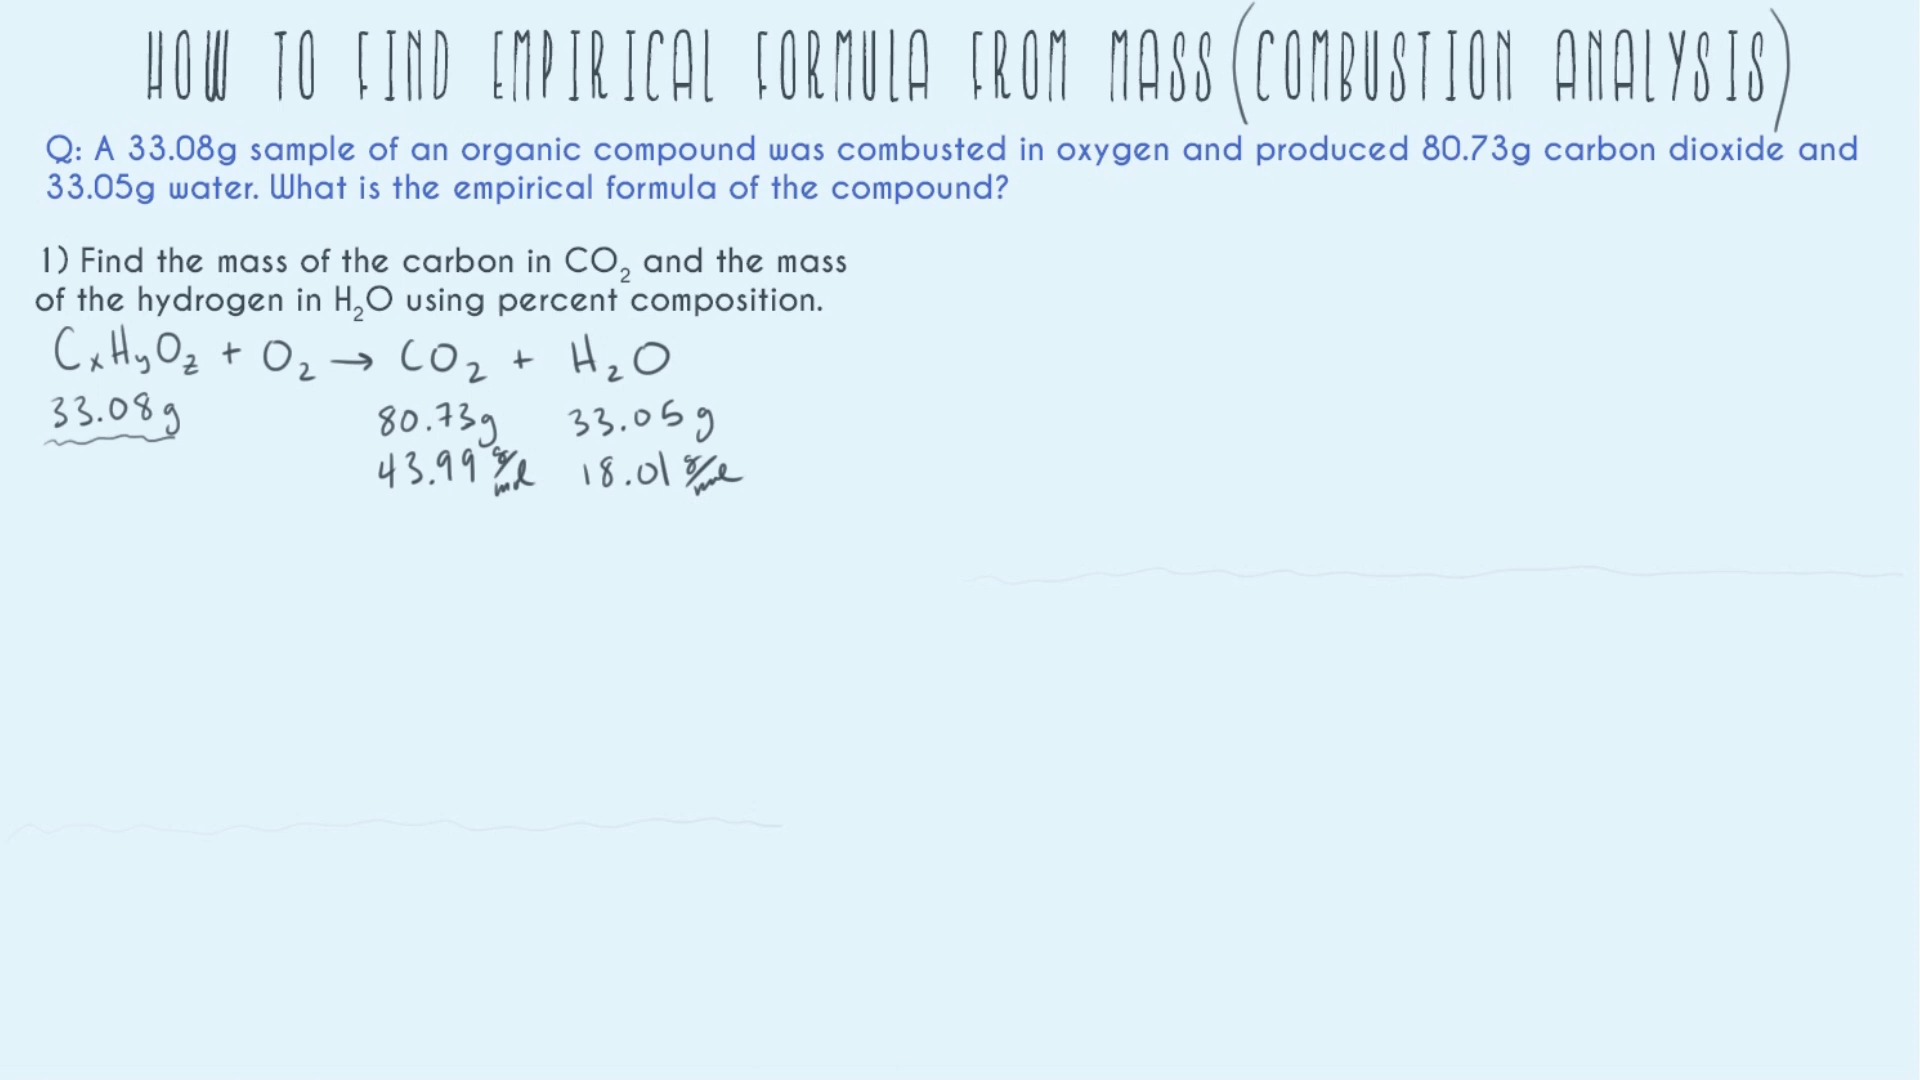 HOW TO FIND EMPIRICAL FORMULA FROM MASS (COMBUSTION ANALYSIS)
Q: A 33.08g sample of an organic compound was combusted in oxygen and produced 80.73g carbon dioxide and
33.05g water. What is the empirical formula of the compound?
1) Find the mass of the carbon in CO₂ and the mass
of the hydrogen in H₂O using percent composition.
CₓHᵧO_z + O₂ → CO₂ + H₂O
33.08g 80.73g 33.05g
43.99 g/mol 18.01 g/mol